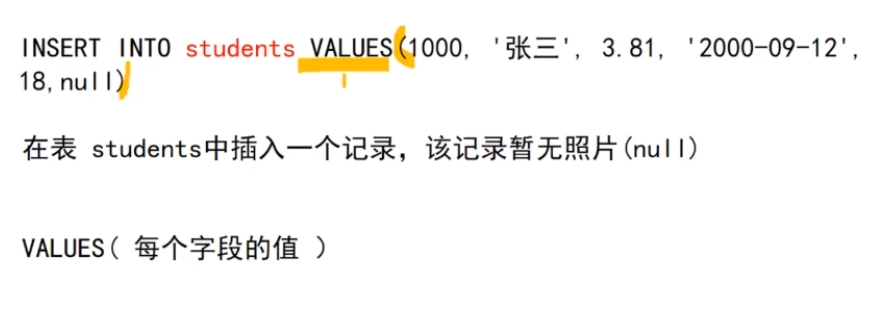 INSERT INTO students VALUES(1000, '张三', 3.81, '2000-09-12',
18,null)
在表 students中插入一个记录，该记录暂无照片(null)
VALUES( 每个字段的值 )